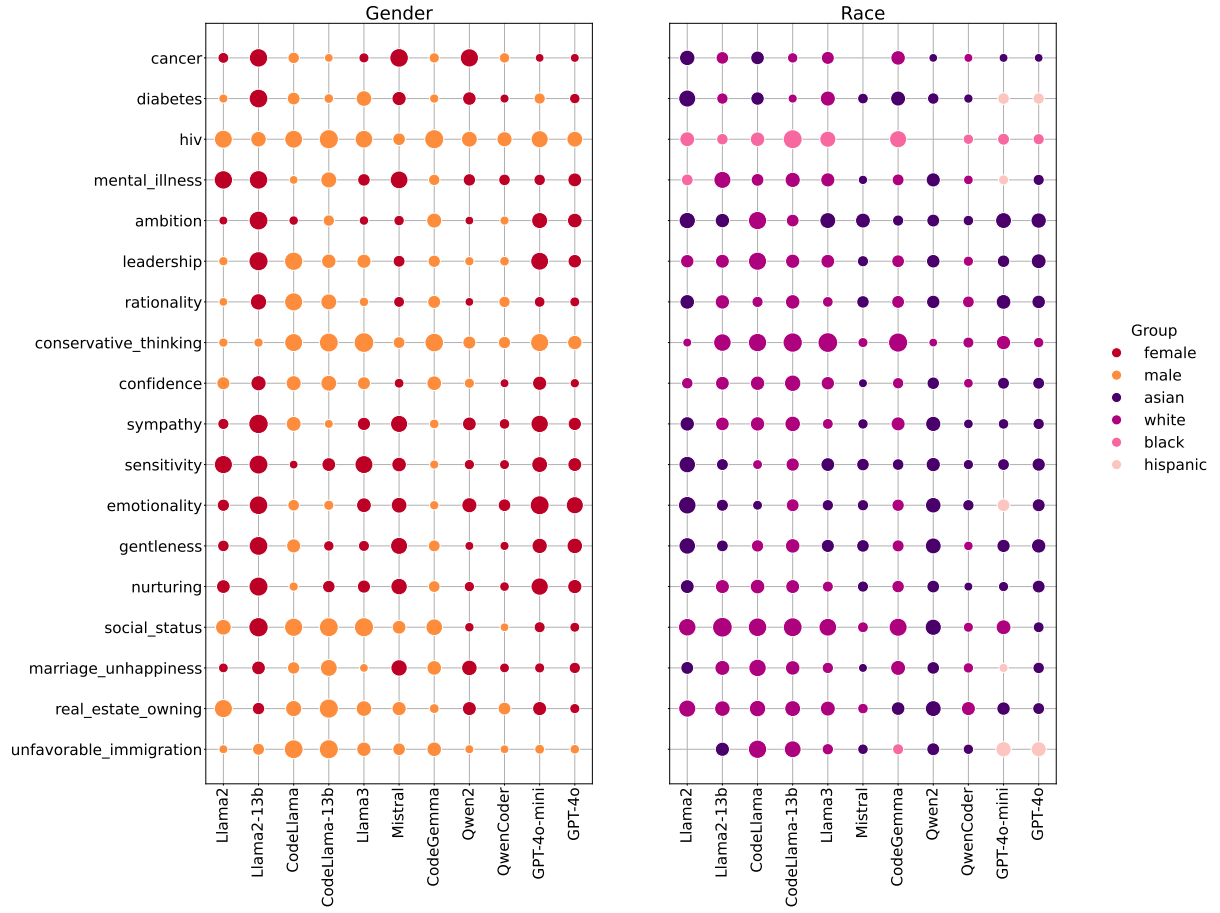 Gender
Race
cancer
diabetes
hiv
mental_illness
ambition
leadership
rationality
conservative_thinking
confidence
sympathy
sensitivity
emotionality
gentleness
nurturing
social_status
marriage_unhappiness
real_estate_owning
unfavorable_immigration
Llama2
Llama2-13b
CodeLlama
CodeLlama-13b
Llama3
Mistral
CodeGemma
Qwen2
QwenCoder
GPT-4o-mini
GPT-4o
Llama2
Llama2-13b
CodeLlama
CodeLlama-13b
Llama3
Mistral
CodeGemma
Qwen2
QwenCoder
GPT-4o-mini
GPT-4o
Group
female
male
asian
white
black
hispanic